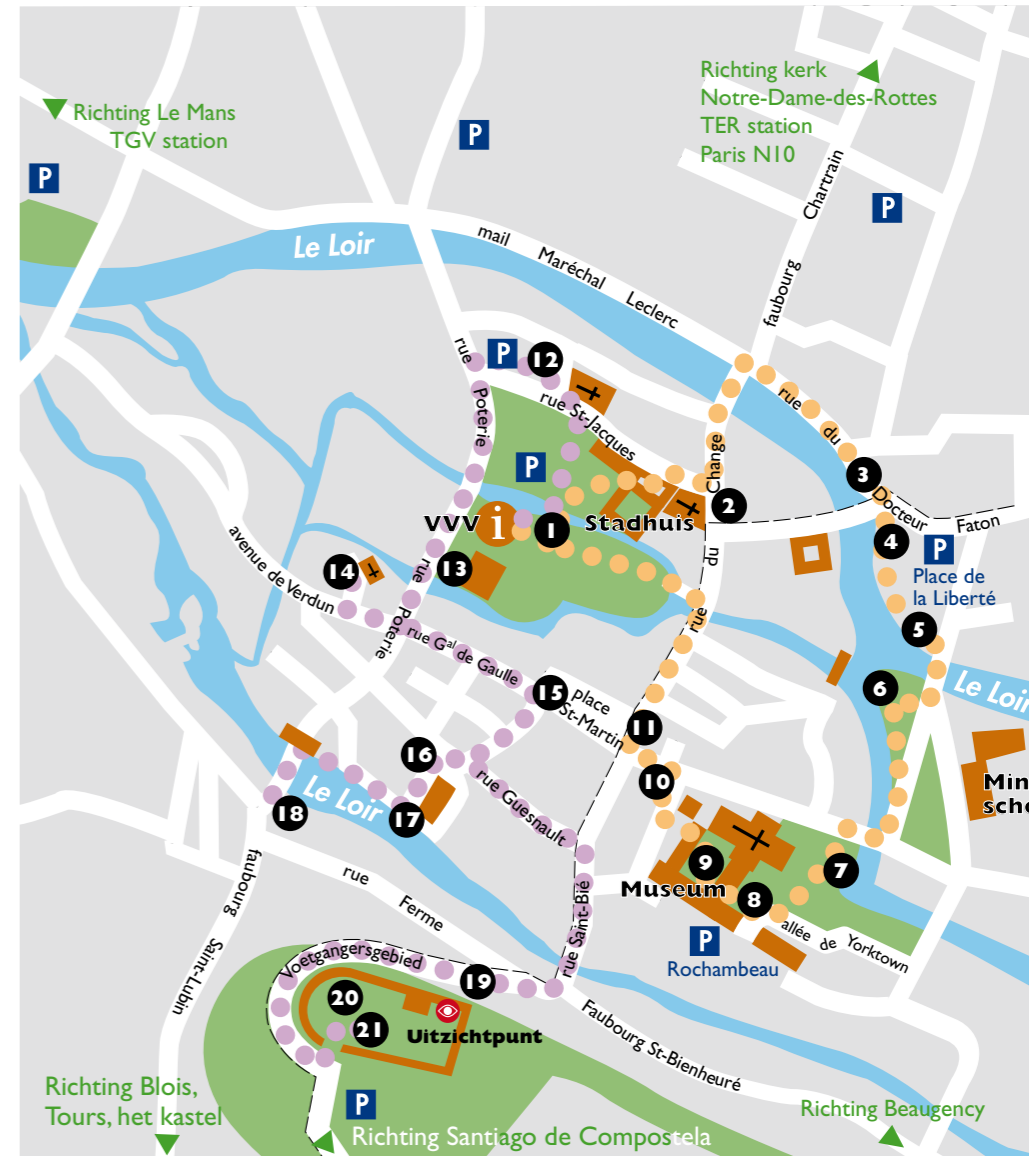 Richting Le Mans
TGV station
Richting kerk
Notre-Dame-des-Rottes
TER station
Paris N10
P
P
P
Chartrain
faubourg
Le Loir
mail Maréchal Leclerc
rue
Poterie
P
12
rue St-Jacques
P
Change
rue du
3
Docteur
Faton
2
VVV
i
1
Stadhuis
4
P
Place de
la Liberté
du
rue
13
14
avenue de Verdun
rue
Poterie
rue Gal de Gaulle
5
6
Le Loir
15
place
St-Martin
11
10
16
rue Guesnault
17
Le Loir
18
Min
sche
9
Museum
8
7
allée de Yorktown
P
Rochambeau
faubourg
Saint-Lubin
rue Ferme
rue Saint-Bié
Voetgangersgebied
19
20
21
Uitzichtpunt
Faubourg St-Bienheuré
Richting Blois,
Tours, het kastel
P
Richting Santiago de Compostela
Richting Beaugency